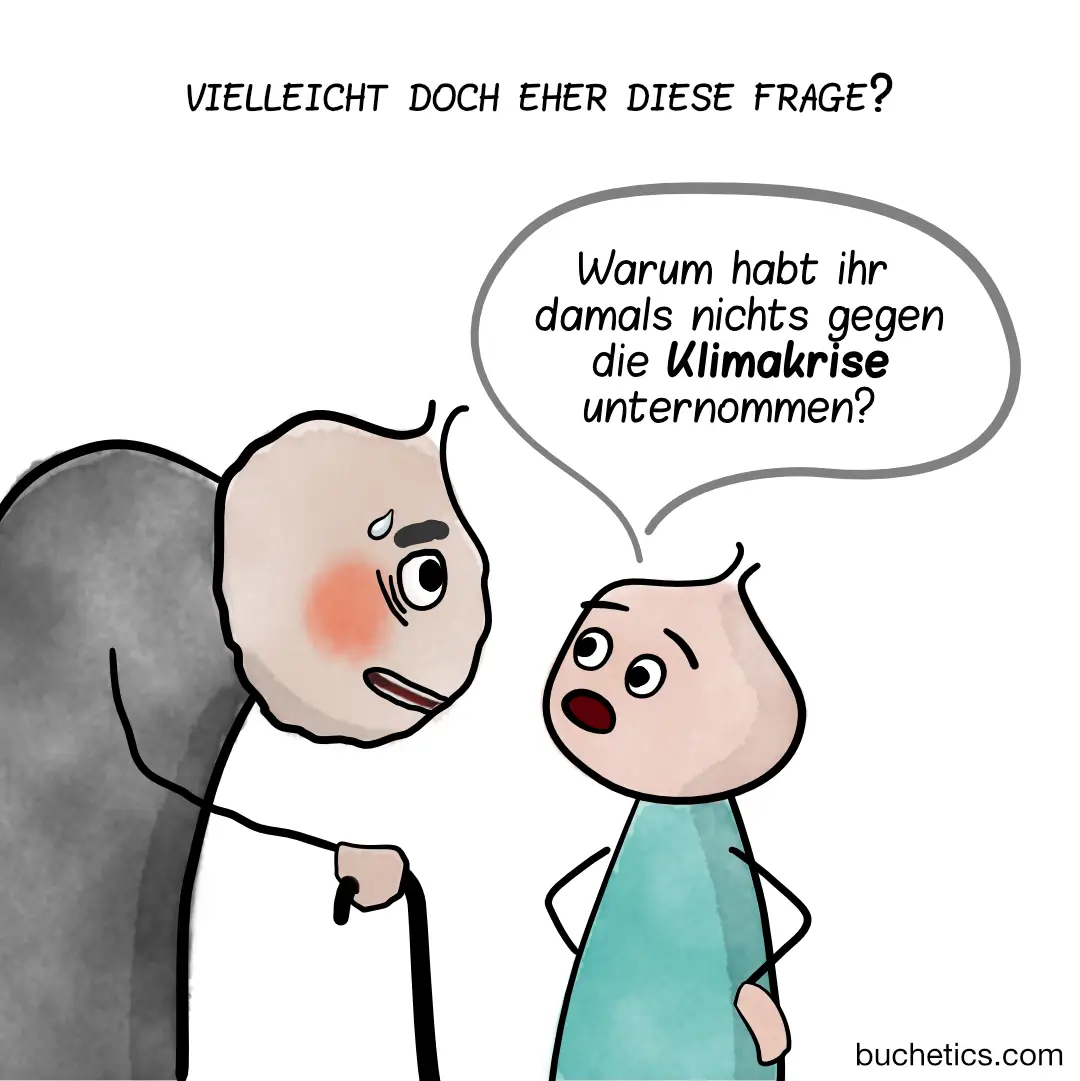 VIELLEICHT DOCH EHER DIESE FRAGE?
Warum habt ihr
damals nichts gegen
die Klimakrise
unternommen?
buchetics.com